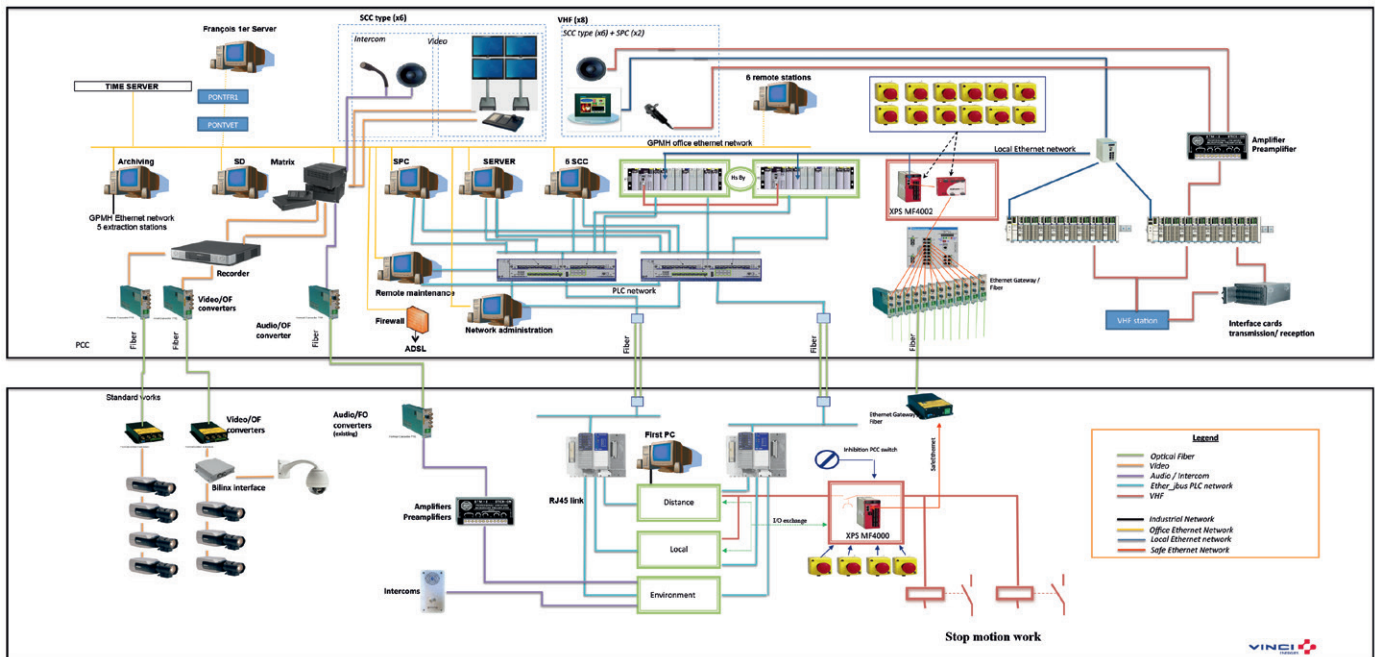 SCC type (x6)
VHF (x8)
François 1er Server
Intercom
Video
SCC type (x6) + SPC (x2)
6 remote stations
TIME SERVER
PONTFR1
PONTVET
GPMH office ethernet network
Local Ethernet network
Amplifier
Preamplifier
Archiving
SD
Matrix
SPC
SERVER
6 SCC
Hs By
XPS MF4002
GPMH Ethernet network
5 extraction stations
Recorder
Remote maintenance
PLC network
Ethernet Gateway /
Fiber
Video/OF
converters
Audio/OF
converter
Firewall
Network administration
ADSL
VHF station
Interface cards
transmission/ reception
PCC
Fiber
Fiber
Fiber
Fiber
Fiber
Fiber
Standard works
Video/OF
converters
Audio/FO
converters
(existing)
First PC
Ethernet Gateway
Fiber
Inhibition PCC switch
SafeEthernet
Bilinx interface
RJ45 link
Distance
Amplifiers
Preamplifiers
I/O exchange
XPS MF4000
Local
Intercoms
Environment
Stop motion work
Legend
Optical Fiber
Video
Audio / Intercom
Ether_jbus PLC network
VHF
Industrial Network
Office Ethernet Network
Local Ethernet network
Safe Ethernet Network
VINCI